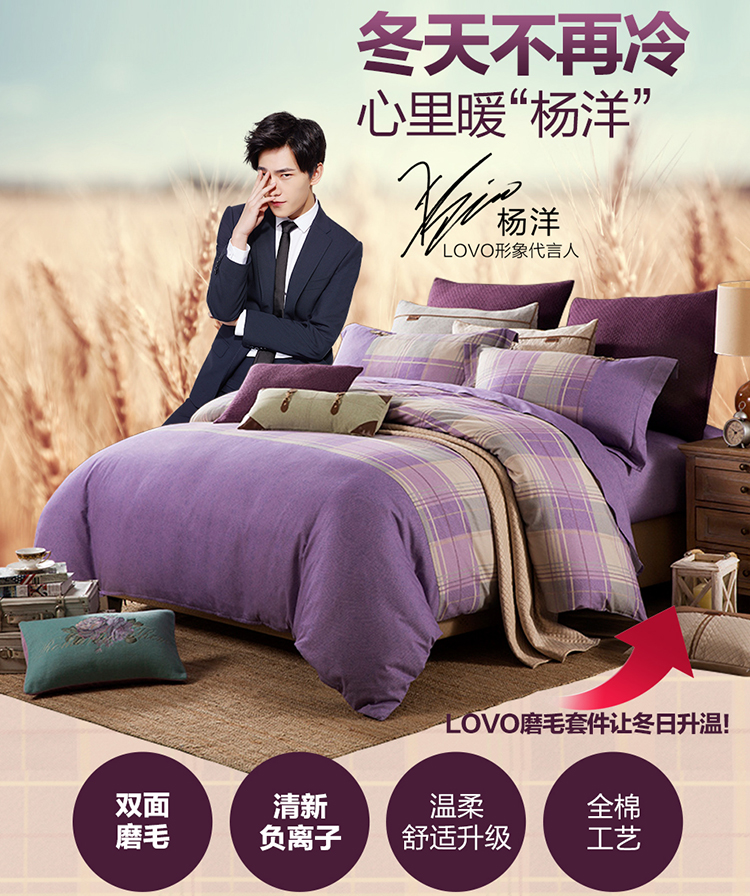 冬天不再冷
心里暖“杨洋”
杨洋
LOVO形象代言人
LOVO磨毛套件让冬日升温!
双面
磨毛
清新
负离子
温柔
舒适升级
全棉
工艺